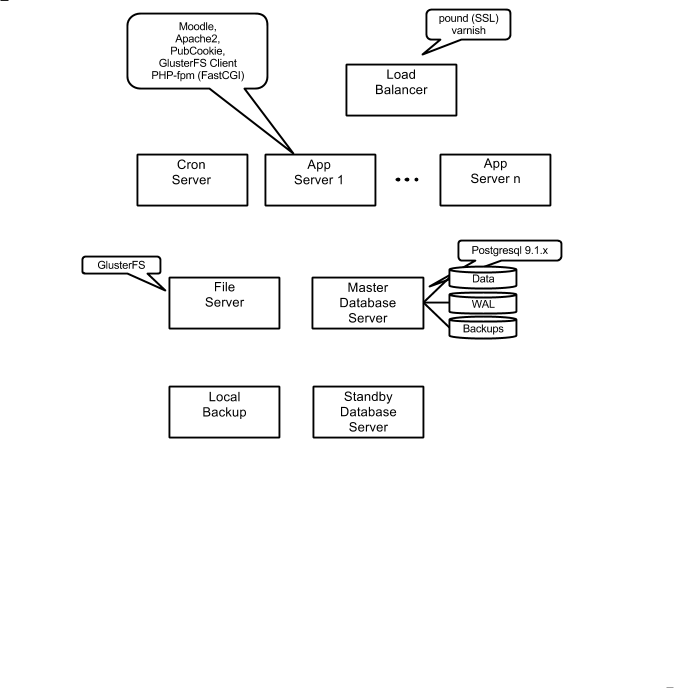 Moodle,
Apache2,
PubCookie,
GlusterFS Client
PHP-fpm (FastCGI)
pound (SSL)
varnish
Load
Balancer
Cron
Server
App
Server 1
...
App
Server n
GlusterFS
File
Server
Master
Database
Server
Postgresql 9.1.x
Data
WAL
Backups
Local
Backup
Standby
Database
Server